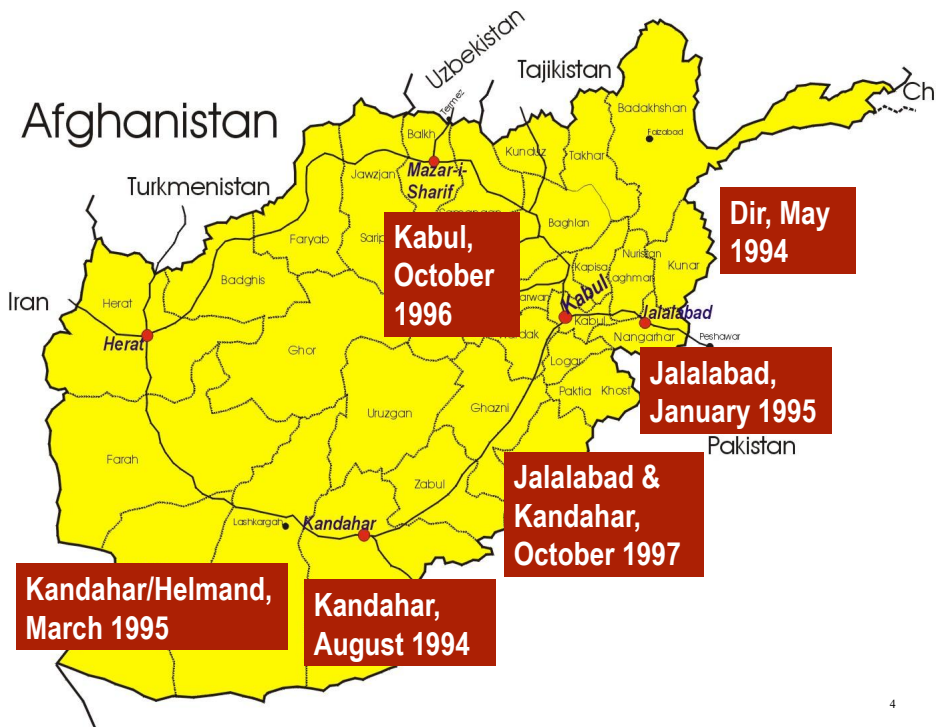 Uzbekistan
Tajikistan
Ch
Afghanistan
Termez
Badakhshan
Faizabad
Balkh
Kunduz
Takhar
Jawzjan
Mazar-i-
Sharif
Turkmenistan
Dir, May
1994
Baghlan
Kabul,
October
1996
Faryab
Sarip
Nuristan
Kunar
Badghis
Kapisa
Iran
Herat
Kabul
Jalalabad
Kabul
Nangarhar
Peshawar
Herat
Ghor
Logar
Paktia
Khost
Jalalabad,
January 1995
Uruzgan
Ghazni
Pakistan
Farah
Zabul
Jalalabad &
Kandahar,
October 1997
Lashkargah
Kandahar
Kandahar/Helmand,
March 1995
Kandahar,
August 1994
4